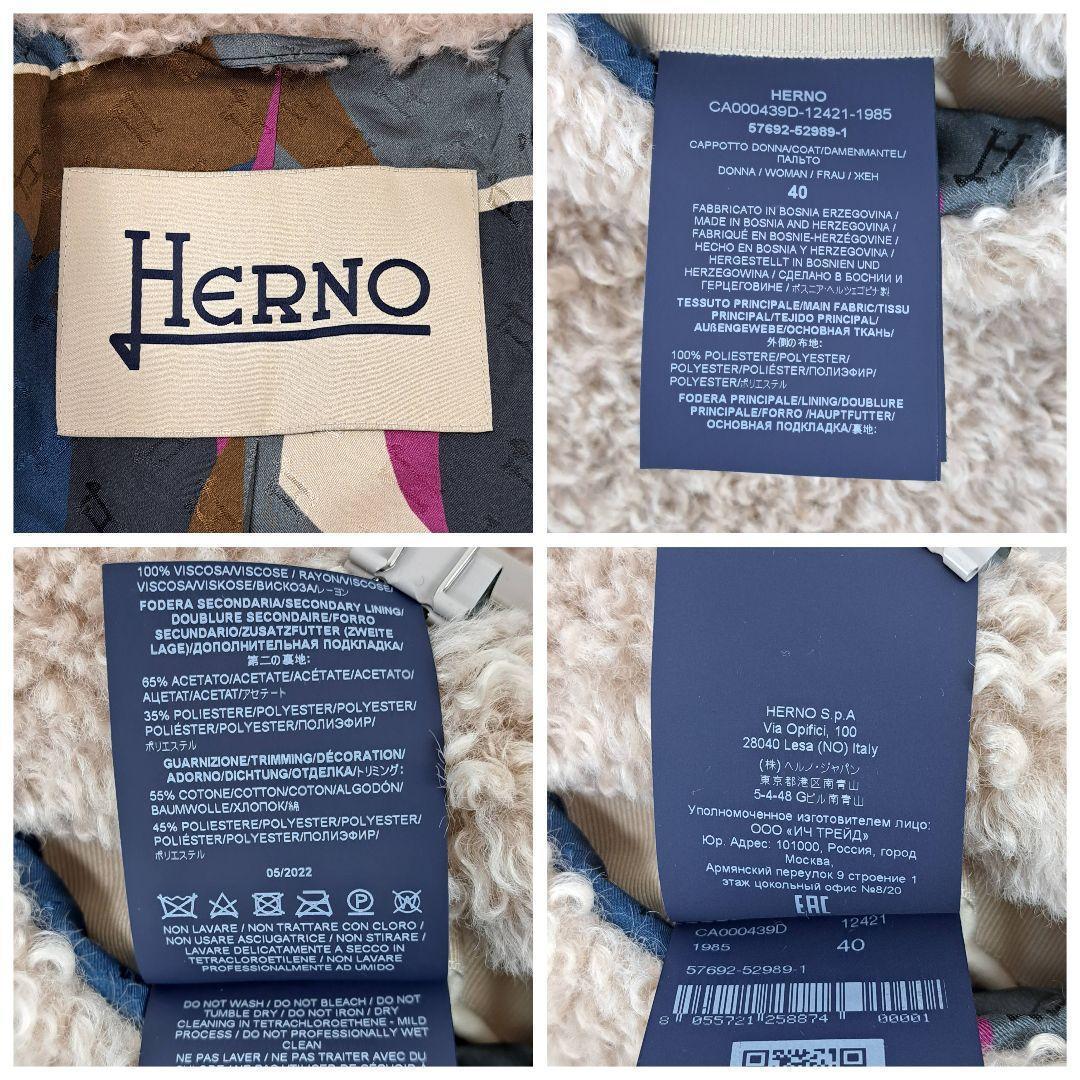 HERNO
HERNO
CA000439D-12421-1985
57692-52989-1
CAPPOTTO DONNA/COAT/DAMENMANTEL/
ПАЛЬТО
DONNA / WOMAN / FRAU / ЖЕН
40
FABBRICATO IN BOSNIA ERZEGOVINA /
MADE IN BOSNIA AND HERZEGOVINA /
FABRIQUÉ EN BOSNIE-HERZÉGOVINE /
HECHO EN BOSNIA Y HERZEGOVINA /
HERGESTELLT IN BOSNIEN UND
HERZEGOWINA / СДЕЛАНО В БОСНИИ И
ГЕРЦЕГОВИНЕ / ボスニア・ヘルツェゴビナ製
TESSUTO PRINCIPALE/MAIN FABRIC/TISSU
PRINCIPAL/TEJIDO PRINCIPAL/
AUßENGEWEBE/ОСНОВНАЯ ТКАНЬ/
外側の布地:
100% POLIESTERE/POLYESTER/
POLYESTER/POLIÉSTER/ПОЛИЭФИР/
POLYESTER/ポリエステル
FODERA PRINCIPALE/LINING/DOUBLURE
PRINCIPALE/FORRO /HAUPTFUTTER/
ОСНОВНАЯ ПОДКЛАДКА/裏地:
100% VISCOSA/VISCOSE / RAYON/VISCOSE/
VISCOSA/VISKOSE/ВИСКОЗА/レーヨン
FODERA SECONDARIA/SECONDARY LINING/
DOUBLURE SECONDAIRE/FORRO
SECUNDARIO/ZUSATZFUTTER (ZWEITE
LAGE)/ДОПОЛНИТЕЛЬНАЯ ПОДКЛАДКА/
第二の裏地:
65% ACETATO/ACETATE/ACÉTATE/ACETATO/
АЦЕТАТ/ACETAT/アセテート
35% POLIESTERE/POLYESTER/POLYESTER/
POLIÉSTER/POLYESTER/ПОЛИЭФИР/
ポリエステル
GUARNIZIONE/TRIMMING/DÉCORATION/
ADORNO/DICHTUNG/ОТДЕЛКА/トリミング:
55% COTONE/COTTON/COTON/ALGODÓN/
BAUMWOLLE/ХЛОПОК/綿
45% POLIESTERE/POLYESTER/POLYESTER/
POLIÉSTER/POLYESTER/ПОЛИЭФИР/
ポリエステル
05/2022
P
W
NON LAVARE / NON TRATTARE CON CLORO /
NON USARE ASCIUGATRICE / NON STIRARE /
LAVARE DELICATAMENTE A SECCO IN
TETRACLOROETILENE / NON LAVARE
PROFESSIONALMENTE AD UMIDO
DO NOT WASH / DO NOT BLEACH / DO NOT
TUMBLE DRY / DO NOT IRON / DRY
CLEANING IN TETRACHLOROETHENE - MILD
PROCESS / DO NOT PROFESSIONALLY WET
CLEAN
NE PAS LAVER / NE PAS TRAITER AVEC DU
HERNO S.p.A
Via Opifici, 100
28040 Lesa (NO) Italy
(株) ヘルノ・ジャパン
東京都港区南青山
5-4-48 Gビル南青山
Уполномоченное изготовителем лицо:
ООО «ИЧ ТРЕЙД»
Юр. Адрес: 101000, Россия, город
Москва,
Армянский переулок 9 строение 1
этаж цокольный офис №8/20
EAC
CA000439D 12421
1985 40
57692-52989-1
8 055721 258874 00001